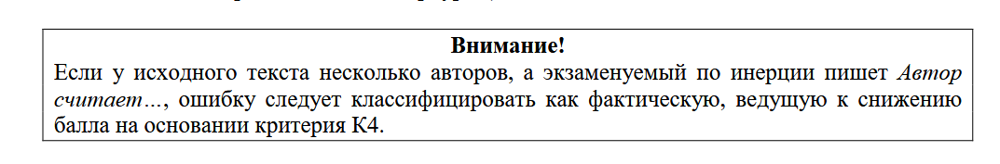 Внимание!
Если у исходного текста несколько авторов, а экзаменуемый по инерции пишет Автор
считает…, ошибку следует классифицировать как фактическую, ведущую к снижению
балла на основании критерия К4.